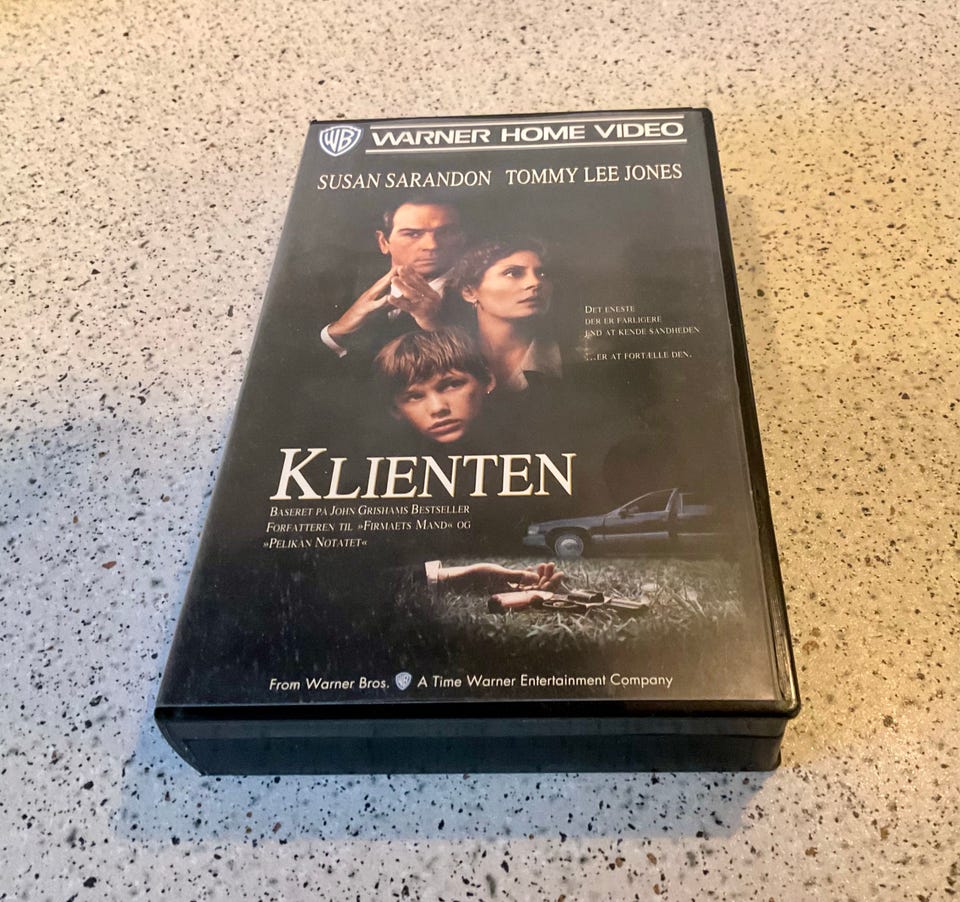 WB WARNER HOME VIDEO
SUSAN SARANDON TOMMY LEE JONES
DET ENESTE
DER ER FARLIGERE
END AT KENDE SANDHEDEN
...ER AT FORTÆLLE DEN.
KLIENTEN
BASERET PÅ JOHN GRISHAMS BESTSELLER
FORFATTEREN TIL »FIRMAETS MAND« OG
»PELIKAN NOTATET«
From Warner Bros. WB A Time Warner Entertainment Company